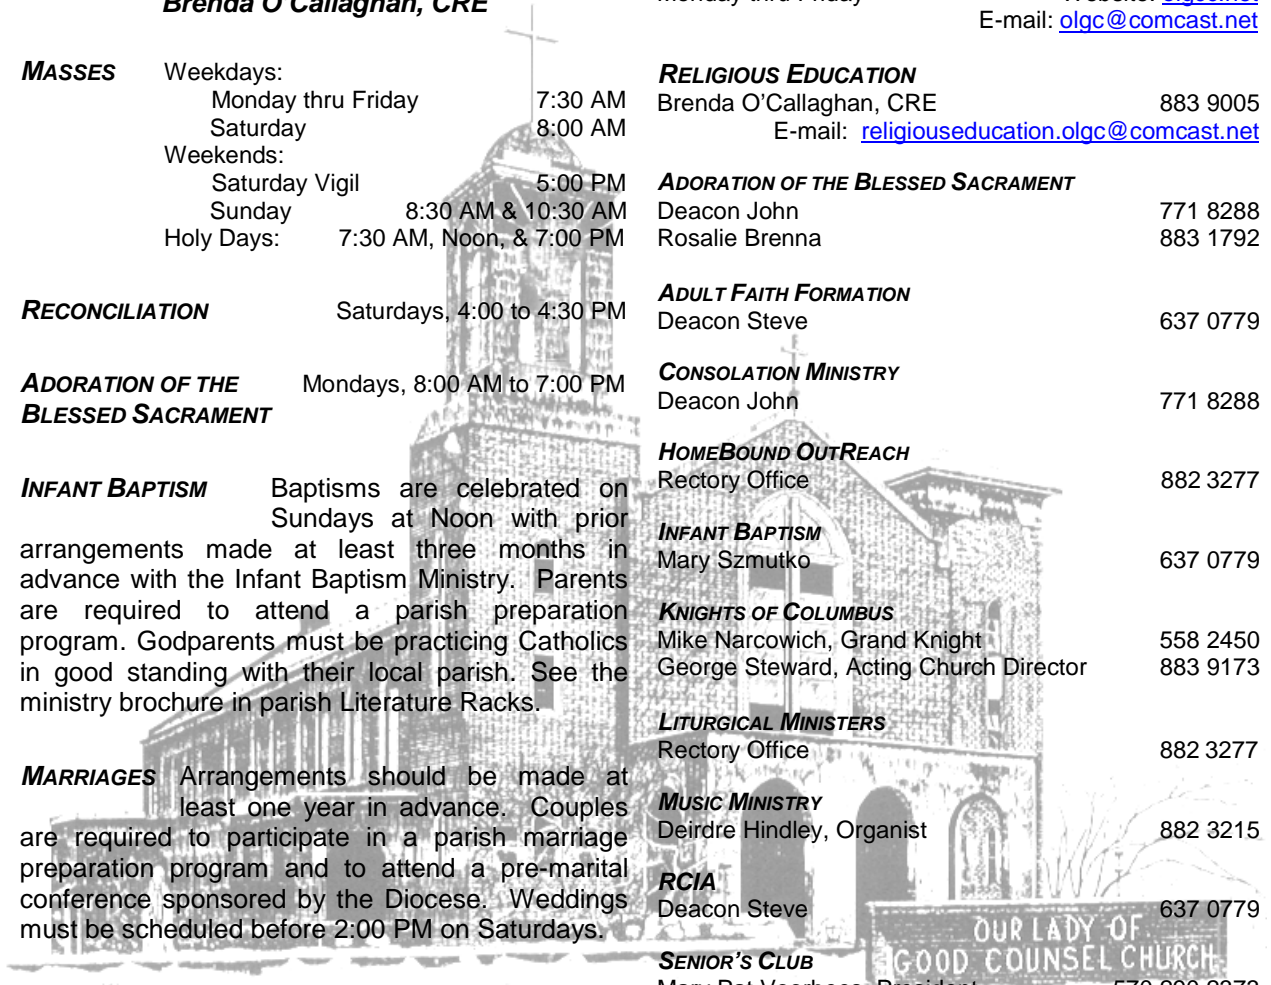 Brenda O'Callaghan, CRE
MASSES Weekdays:
Monday thru Friday 7:30 AM
Saturday 8:00 AM
Weekends:
Saturday Vigil 5:00 PM
Sunday 8:30 AM & 10:30 AM
Holy Days: 7:30 AM, Noon, & 7:00 PM
RECONCILIATION Saturdays, 4:00 to 4:30 PM
ADORATION OF THE Mondays, 8:00 AM to 7:00 PM
BLESSED SACRAMENT
INFANT BAPTISM Baptisms are celebrated on
Sundays at Noon with prior
arrangements made at least three months in
advance with the Infant Baptism Ministry. Parents
are required to attend a parish preparation
program. Godparents must be practicing Catholics
in good standing with their local parish. See the
ministry brochure in parish Literature Racks.
MARRIAGES Arrangements should be made at
least one year in advance. Couples
are required to participate in a parish marriage
preparation program and to attend a pre-marital
conference sponsored by the Diocese. Weddings
must be scheduled before 2:00 PM on Saturdays.
Monday thru Friday Website: olgcc.net
E-mail: olgc@comcast.net
RELIGIOUS EDUCATION
Brenda O'Callaghan, CRE 883 9005
E-mail: religiouseducation.olgc@comcast.net
ADORATION OF THE BLESSED SACRAMENT
Deacon John 771 8288
Rosalie Brenna 883 1792
ADULT FAITH FORMATION
Deacon Steve 637 0779
CONSOLATION MINISTRY
Deacon John 771 8288
HOMEBOUND OUTREACH
Rectory Office 882 3277
INFANT BAPTISM
Mary Szmutko 637 0779
KNIGHTS OF COLUMBUS
Mike Narcowich, Grand Knight 558 2450
George Steward, Acting Church Director 883 9173
LITURGICAL MINISTERS
Rectory Office 882 3277
MUSIC MINISTRY
Deirdre Hindley, Organist 882 3215
RCIA
Deacon Steve 637 0779
SENIOR'S CLUB
Mary Pat Voorhees, President
OUR LADY OF
GOOD COUNSEL CHURCH